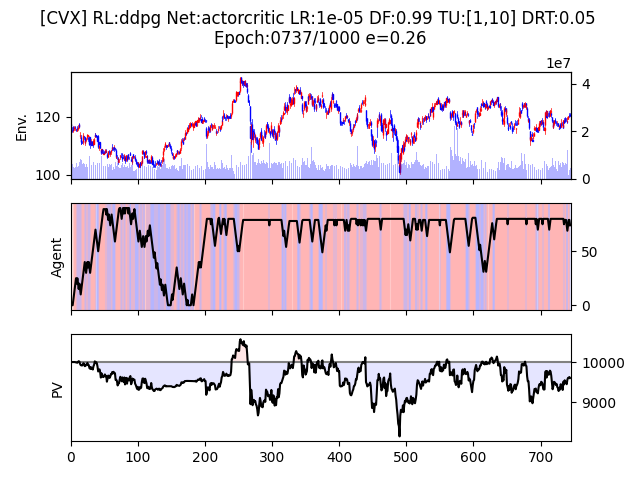 [CVX] RL:ddpg Net:actorcritic LR:1e-05 DF:0.99 TU:[1,10] DRT:0.05
Epoch:0737/1000 e=0.26
1e7
Env.
120
100
4
2
0
Agent
50
0
PV
10000
9000
0 100 200 300 400 500 600 700